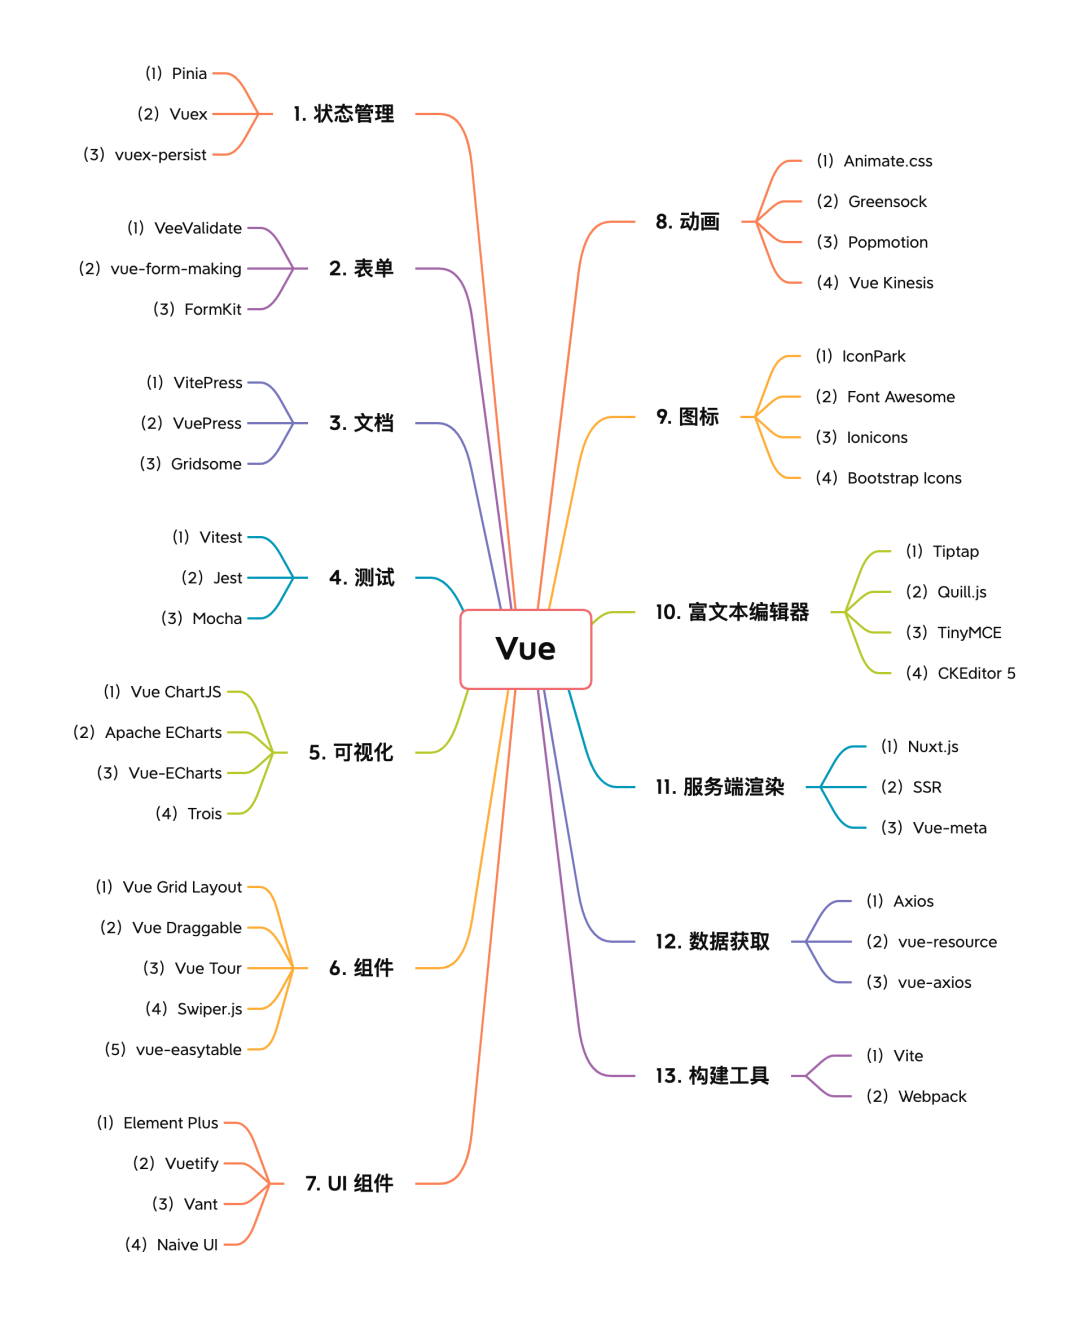 Vue
1. 状态管理
(1) Pinia
(2) Vuex
(3) vuex-persist
2. 表单
(1) VeeValidate
(2) vue-form-making
(3) FormKit
3. 文档
(1) VitePress
(2) VuePress
(3) Gridsome
4. 测试
(1) Vitest
(2) Jest
(3) Mocha
5. 可视化
(1) Vue ChartJS
(2) Apache ECharts
(3) Vue-ECharts
(4) Trois
6. 组件
(1) Vue Grid Layout
(2) Vue Draggable
(3) Vue Tour
(4) Swiper.js
(5) vue-easytable
7. UI 组件
(1) Element Plus
(2) Vuetify
(3) Vant
(4) Naive UI
8. 动画
(1) Animate.css
(2) Greensock
(3) Popmotion
(4) Vue Kinesis
9. 图标
(1) IconPark
(2) Font Awesome
(3) Ionicons
(4) Bootstrap Icons
10. 富文本编辑器
(1) Tiptap
(2) Quill.js
(3) TinyMCE
(4) CKEditor 5
11. 服务端渲染
(1) Nuxt.js
(2) SSR
(3) Vue-meta
12. 数据获取
(1) Axios
(2) vue-resource
(3) vue-axios
13. 构建工具
(1) Vite
(2) Webpack